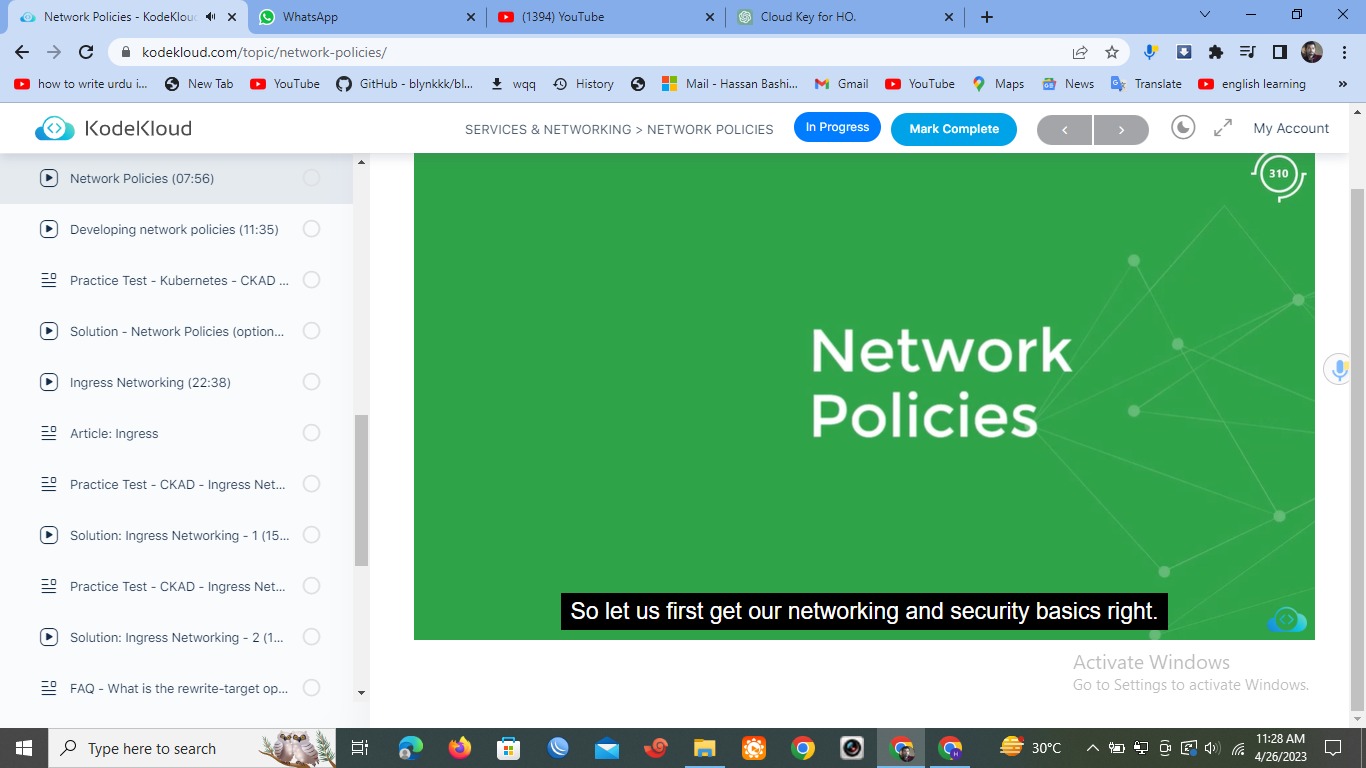 Network Policies - KodeKloud
WhatsApp
(1394) YouTube
Cloud Key for HO.
kodekloud.com/topic/network-policies/
how to write urdu i...
New Tab
YouTube
GitHub - blynkkk/bl...
wqq
History
Mail - Hassan Bashi...
Gmail
YouTube
Maps
News
Translate
english learning
»
KodeKloud
SERVICES & NETWORKING > NETWORK POLICIES
In Progress
Mark Complete
<
>
My Account
Network Policies (07:56)
Developing network policies (11:35)
Practice Test - Kubernetes - CKAD ...
Solution - Network Policies (option...
Ingress Networking (22:38)
Article: Ingress
Practice Test - CKAD - Ingress Net...
Solution: Ingress Networking - 1 (15...
Practice Test - CKAD - Ingress Net...
Solution: Ingress Networking - 2 (1...
FAQ - What is the rewrite-target op...
310
Network
Policies
So let us first get our networking and security basics right.
Activate Windows
Go to Settings to activate Windows.
Type here to search
30°C
11:28 AM
4/26/2023